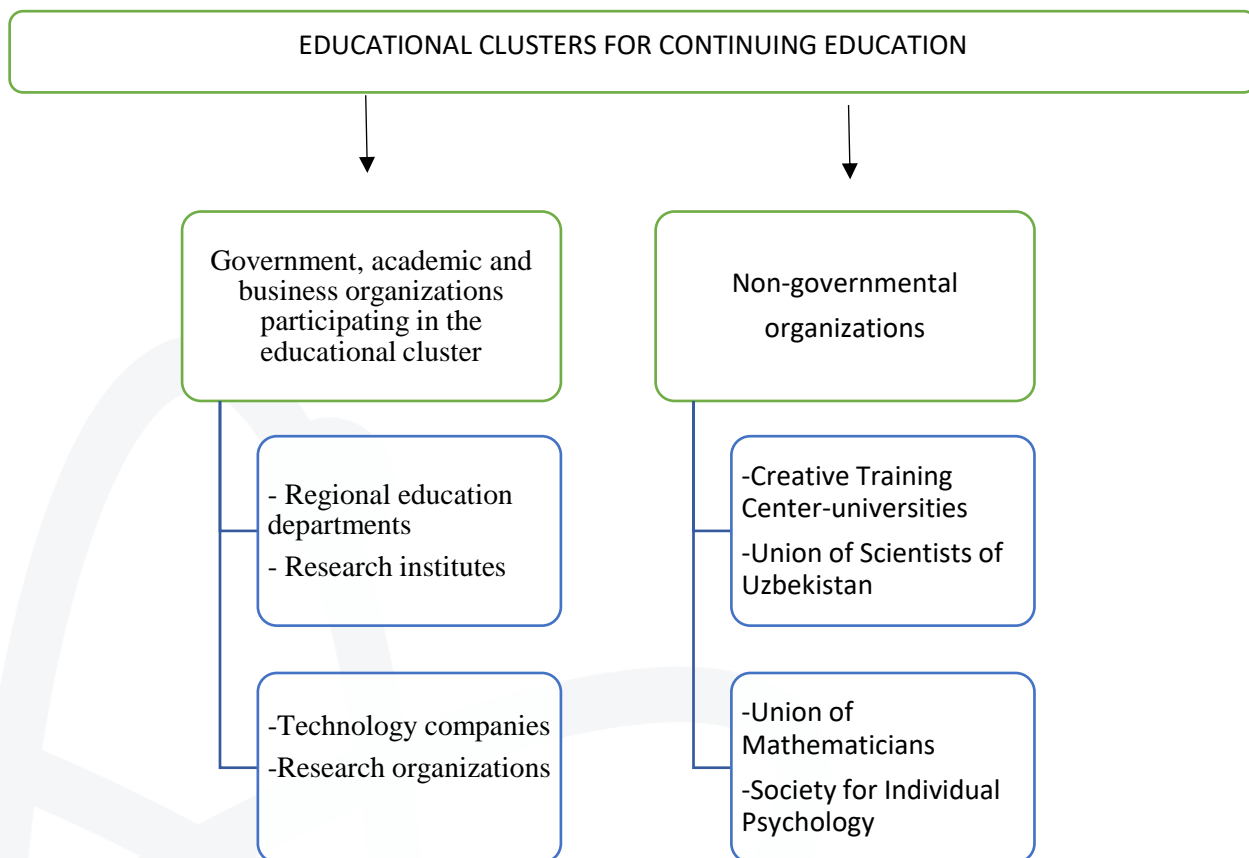 EDUCATIONAL CLUSTERS FOR CONTINUING EDUCATION
Government, academic and
business organizations
participating in the
educational cluster
- Regional education
departments
- Research institutes
-Technology companies
-Research organizations
Non-governmental
organizations
-Creative Training
Center-universities
-Union of Scientists of
Uzbekistan
-Union of
Mathematicians
-Society for Individual
Psychology